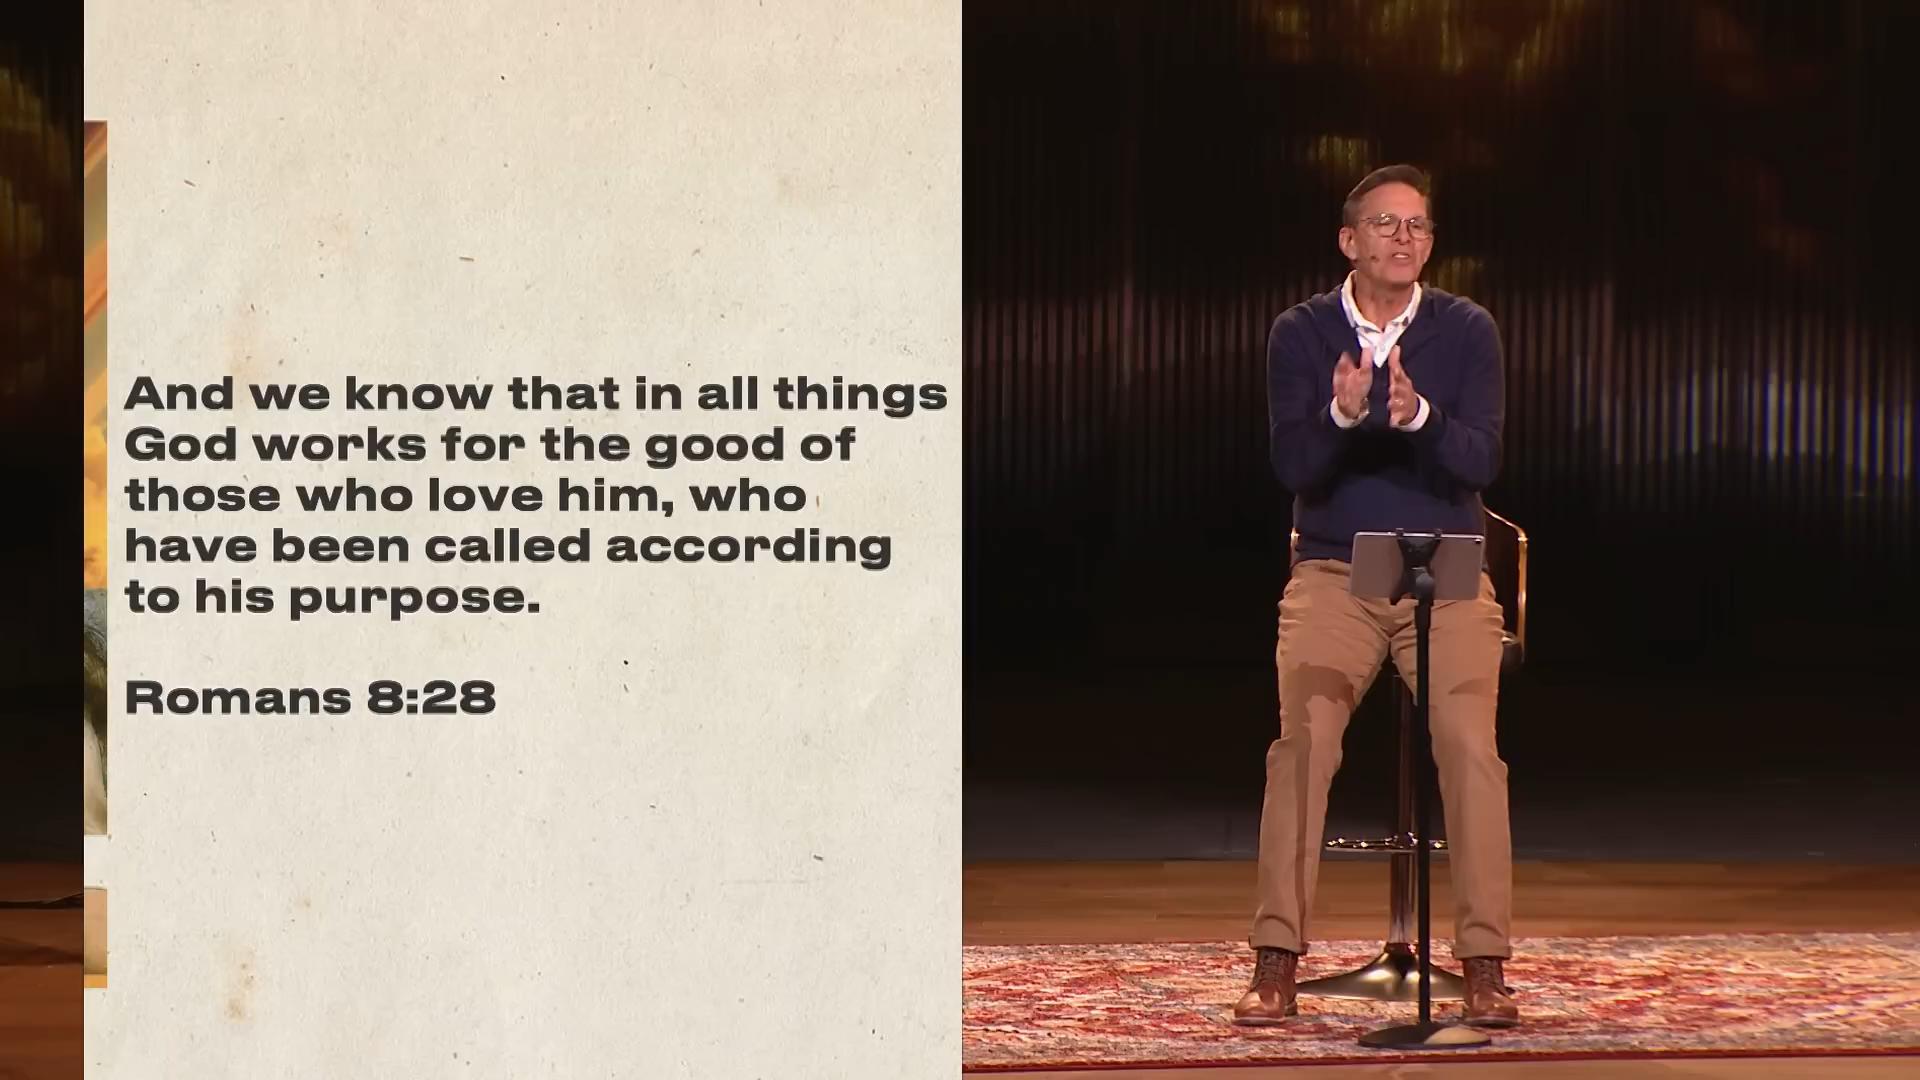 And we know that in all things
God works for the good of
those who love him, who
have been called according
to his purpose.
Romans 8:28